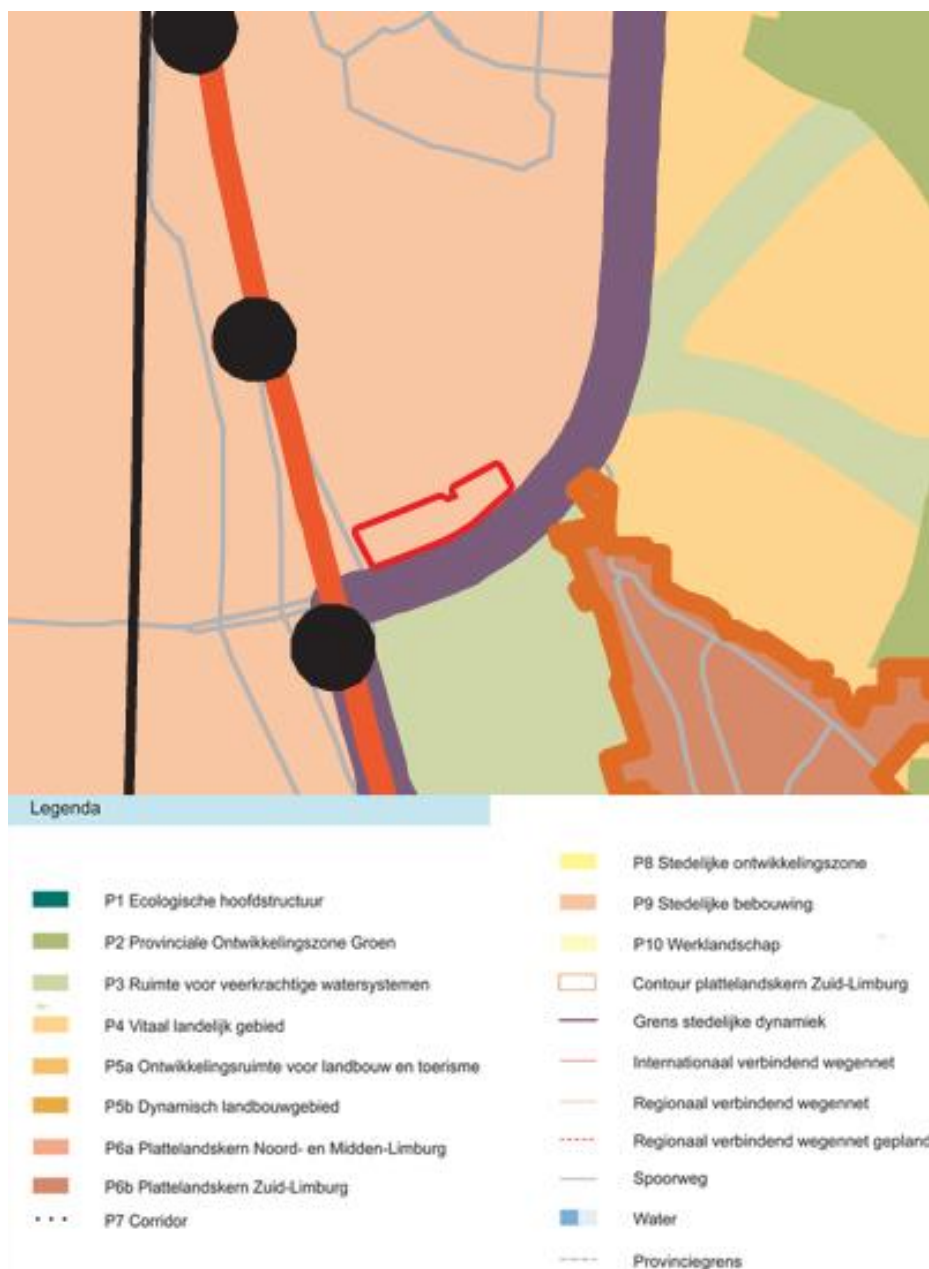 Legenda
P1 Ecologische hoofdstructuur
P2 Provinciale Ontwikkelingszone Groen
P3 Ruimte voor veerkrachtige watersystemen
P4 Vitaal landelijk gebied
P5a Ontwikkelingsruimte voor landbouw en toerisme
P5b Dynamisch landbouwgebied
P6a Plattelandskern Noord- en Midden-Limburg
P6b Plattelandskern Zuid-Limburg
P7 Corridor
P8 Stedelijke ontwikkelingszone
P9 Stedelijke bebouwing
P10 Werklandschap
Contour plattelandskern Zuid-Limburg
Grens stedelijke dynamiek
Internationaal verbindend wegennet
Regionaal verbindend wegennet
Regionaal verbindend wegennet gepland
Spoorweg
Water
Provinciegrens